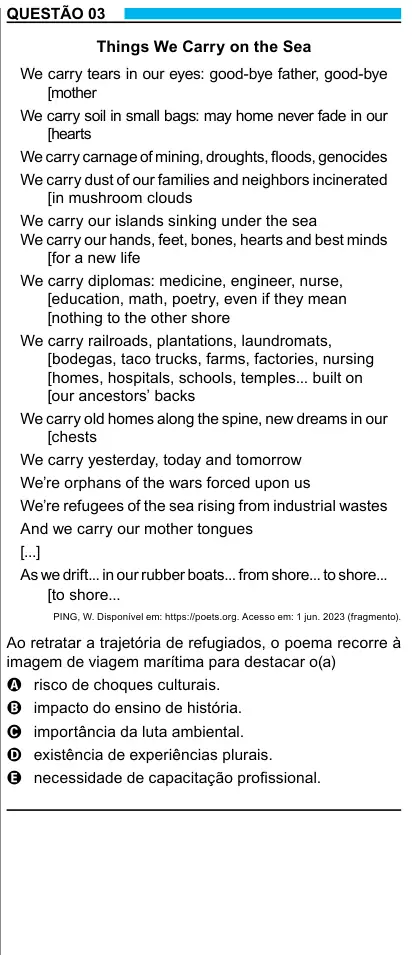 QUESTÃO 03
Things We Carry on the Sea
We carry tears in our eyes: good-bye father, good-bye
[mother
We carry soil in small bags: may home never fade in our
[hearts
We carry carnage of mining, droughts, floods, genocides
We carry dust of our families and neighbors incinerated
[in mushroom clouds
We carry our islands sinking under the sea
We carry our hands, feet, bones, hearts and best minds
[for a new life
We carry diplomas: medicine, engineer, nurse,
[education, math, poetry, even if they mean
[nothing to the other shore
We carry railroads, plantations, laundromats,
[bodegas, taco trucks, farms, factories, nursing
[homes, hospitals, schools, temples... built on
[our ancestors’ backs
We carry old homes along the spine, new dreams in our
[chests
We carry yesterday, today and tomorrow
We’re orphans of the wars forced upon us
We’re refugees of the sea rising from industrial wastes
And we carry our mother tongues
[...]
As we drift... in our rubber boats... from shore... to shore...
[to shore...
PING, W. Disponível em: https://poets.org. Acesso em: 1 jun. 2023 (fragmento).
Ao retratar a trajetória de refugiados, o poema recorre à
imagem de viagem marítima para destacar o(a)
A risco de choques culturais.
B impacto do ensino de história.
C importância da luta ambiental.
D existência de experiências plurais.
E necessidade de capacitação profissional.